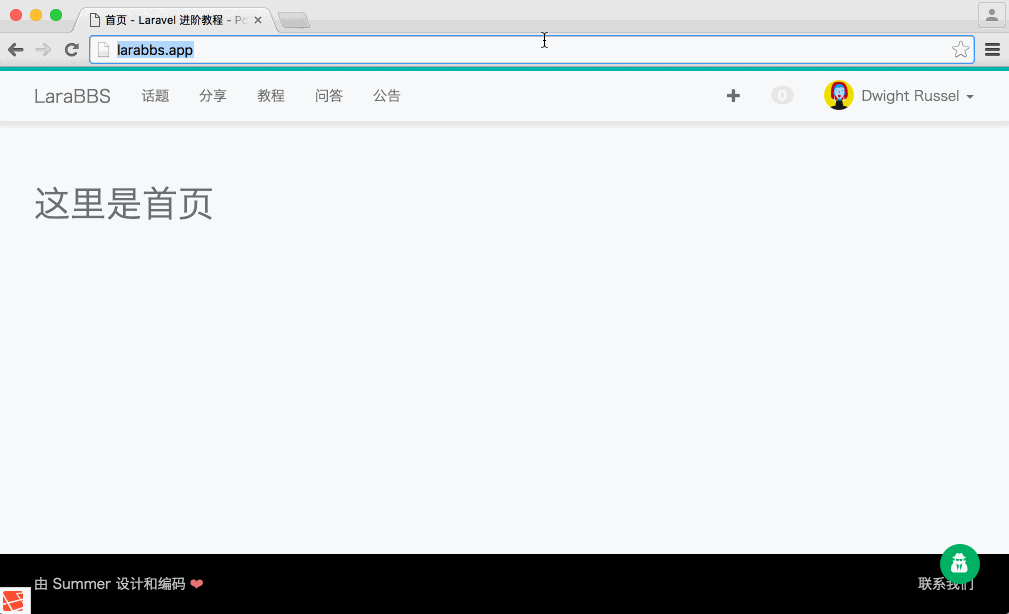 首页 - Laravel 进阶教程 - Po
larabbs.app
LaraBBS 话题 分享 教程 问答 公告 0 Dwight Russel
这里是首页
由 Summer 设计和编码 ❤ 联系我们